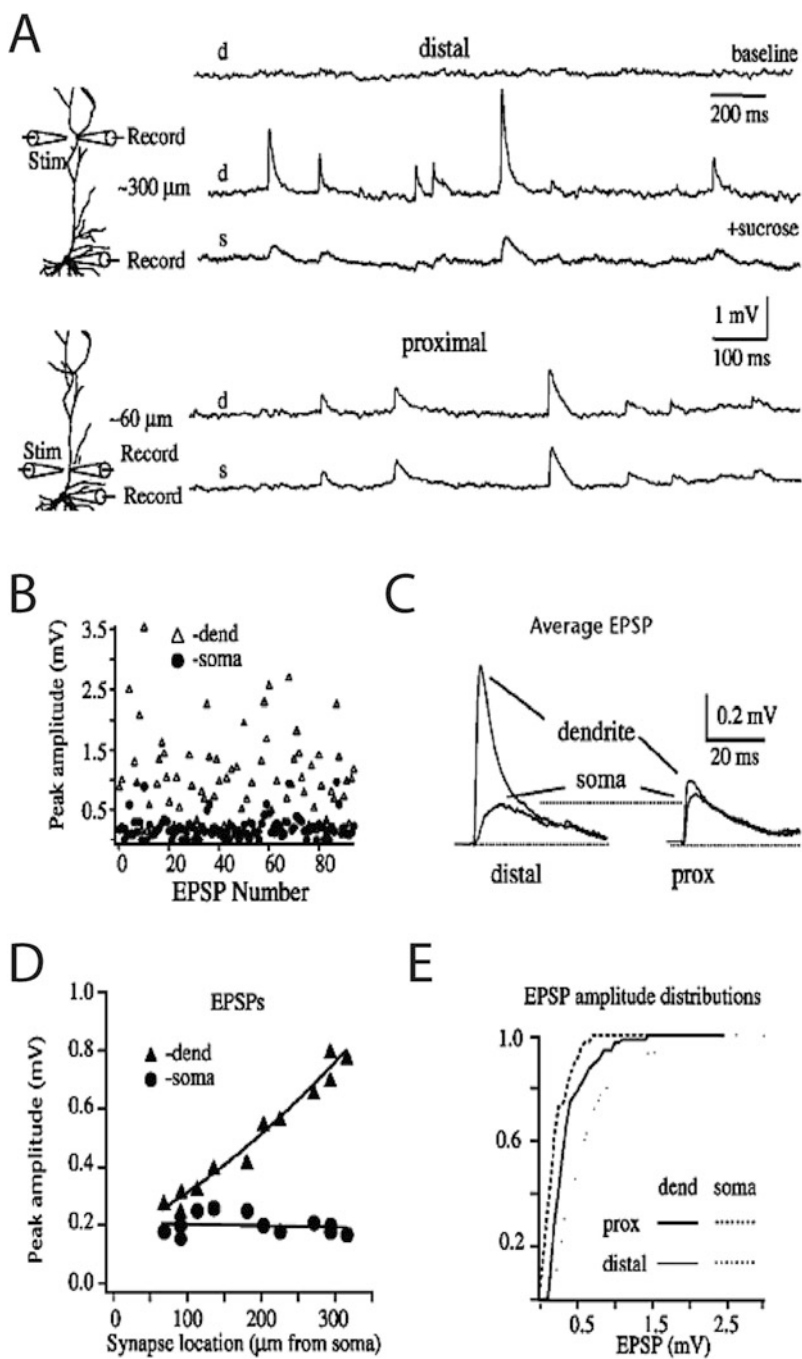 A
d distal baseline
200 ms
Record
Stim
d
~300 µm
+sucrose
s
Record
1 mV
100 ms
proximal
d
~60 µm
Stim Record
s
Record
B
Peak amplitude (mV)
3.5
2.5
1.5
0.5
-dend
-soma
0 20 40 60 80
EPSP Number
C
Average EPSP
dendrite
soma
0.2 mV
20 ms
distal prox
D
EPSPs
Peak amplitude (mV)
1.0
0.8
0.6
0.4
0.2
0.0
-dend
-soma
0 100 200 300
Synapse location (µm from soma)
E
EPSP amplitude distributions
1.0
0.6
0.2
dend soma
prox
distal
0.5 1.5 2.5
EPSP (mV)